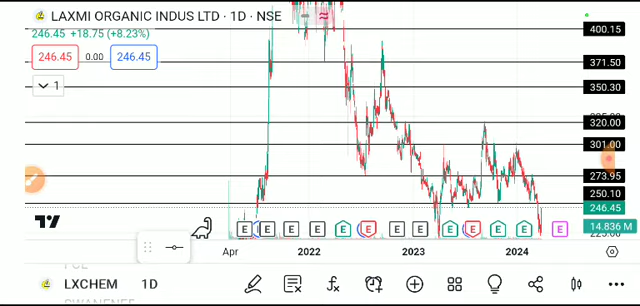 LAXMI ORGANIC INDUS LTD · 1D · NSE
246.45 +18.75 (+8.23%)
246.45 0.00 246.45
1
400.15
371.50
350.30
320.00
301.00
273.95
250.10
246.45
14.836 M
E E E E E E E E E E E E E
Apr 2022 2023 2024
LXCHEM 1D